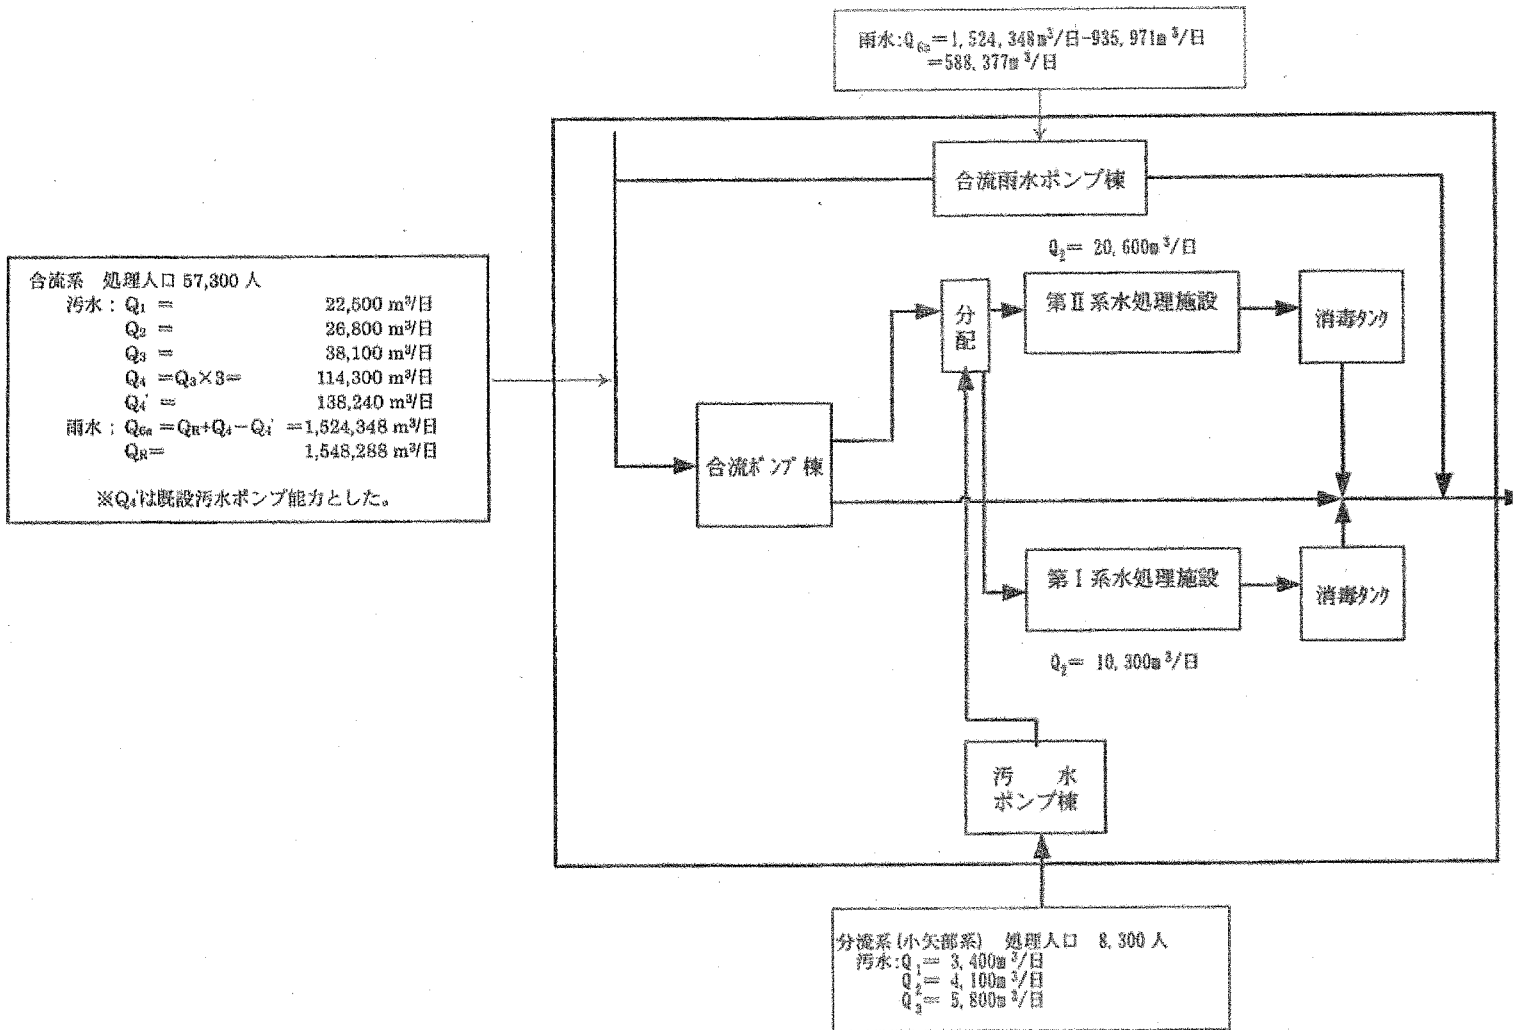 雨水:Q6a=1,524,348m³/日-935,971m³/日
=588,377m³/日
合流雨水ポンプ棟
合流系 処理人口 57,300 人
汚水: Q1 = 22,500 m³/日
Q2 = 26,800 m³/日
Q3 = 38,100 m³/日
Q4 =Q3×3= 114,300 m³/日
Q4' = 138,240 m³/日
雨水: Q6a =QR+Q4-Q4' =1,524,348 m³/日
QR= 1,548,288 m³/日
※Q4'は既設汚水ポンプ能力とした。
Q2= 20,600m³/日
分
配
第Ⅱ系水処理施設
消毒タンク
合流ポンプ棟
第Ⅰ系水処理施設
消毒タンク
Q2= 10,300m³/日
汚 水
ポンプ棟
分流系(小矢部系) 処理人口 8,300 人
汚水:Q1= 3,400m³/日
Q2= 4,100m³/日
Q3= 5,800m³/日